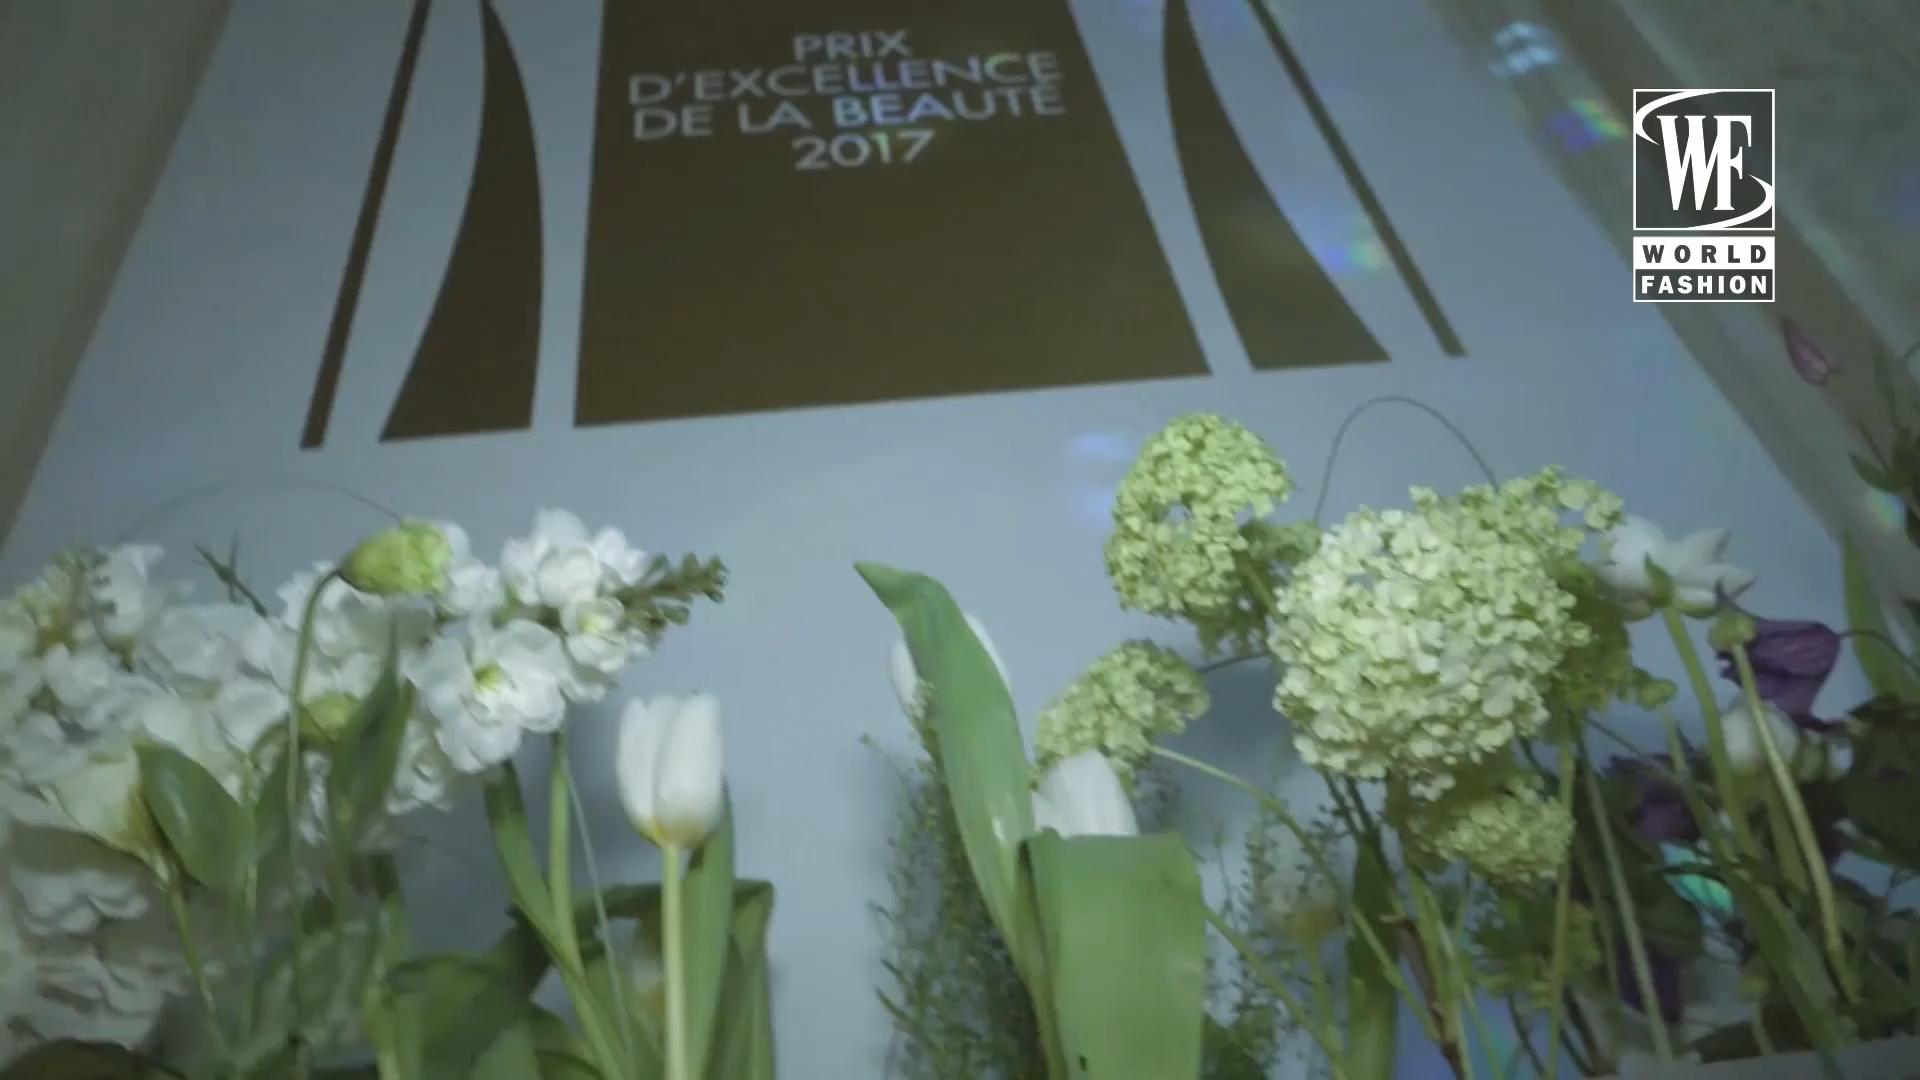 PRIX
D'EXCELLENCE
DE LA BEAUTÉ
2017
WF
WORLD
FASHION